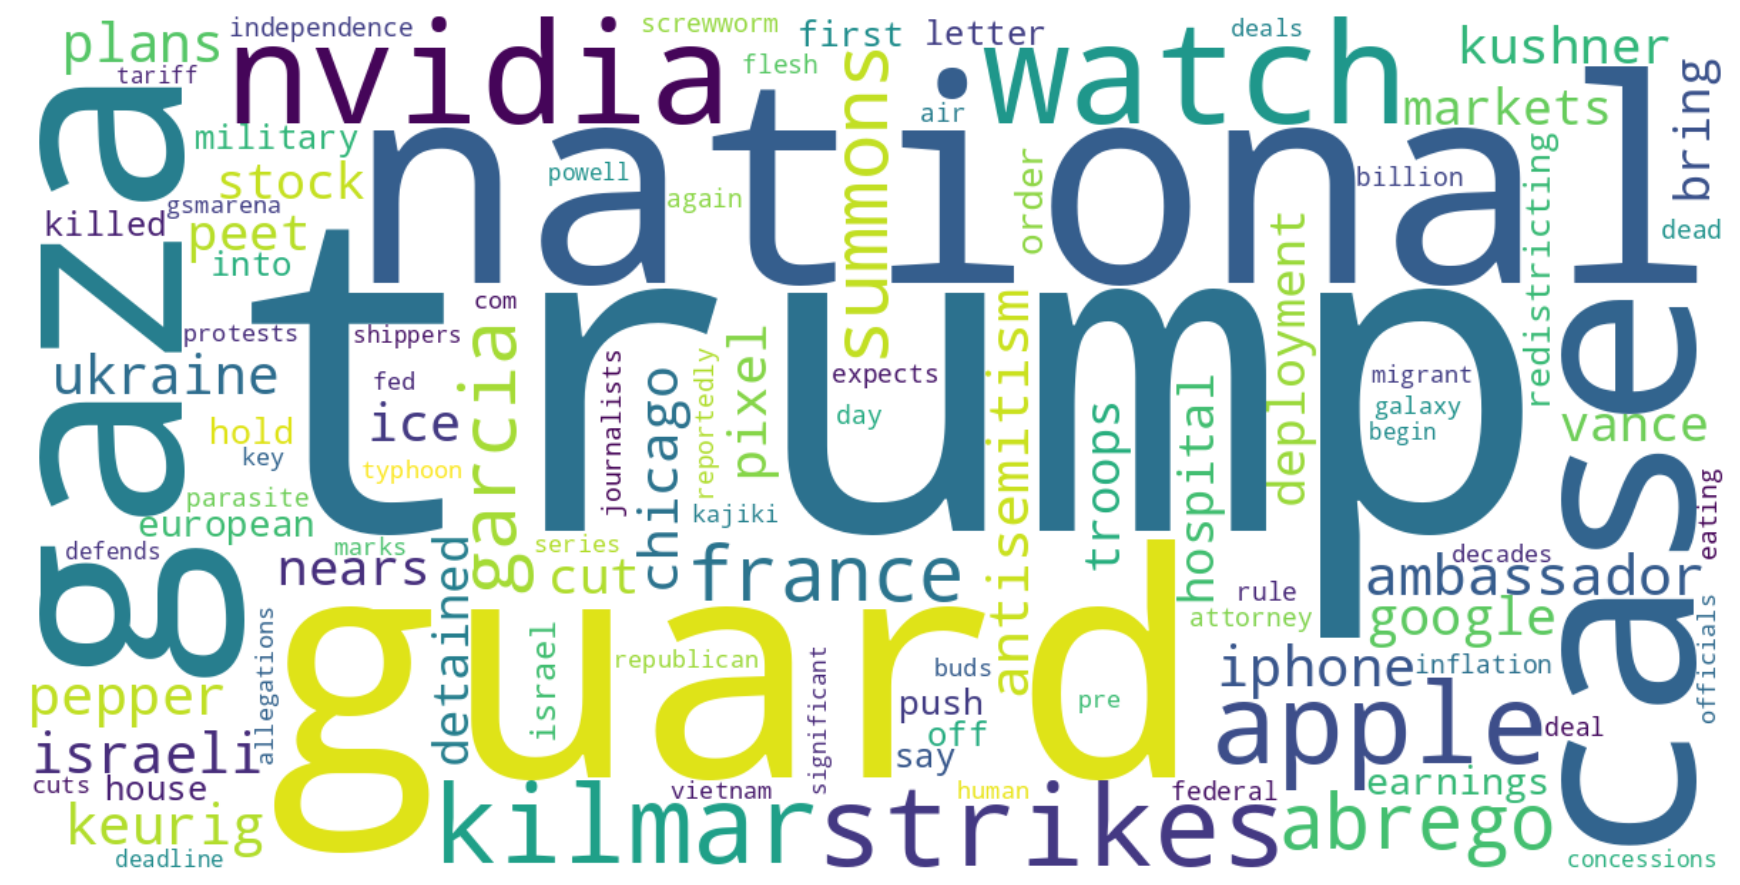 plans
independence
screwworm
first
letter
deals
kushner
tariff
nvidia
flesh
summons
watch
markets
bring
gaza
military
national
air
stock
powell
again
order
billion
redistricting
killed
gsmarena
peet
into
deployment
dead
casel
trump
protests
com
shippers
antisemitism
ukraine
garcia
journalists
chicago
reportedly
pixel
expects
migrant
fed
ice
day
troops
hospital
galaxy
begin
vance
hold
key
typhoon
eating
parasite
european
kajiki
defends
marks
series
nears
detained
cut
france
decades
ambassador
rule
attorney
google
officials
guard
allegations
israel
republican
significant
buds
iphone
inflation
pepper
push
pre
off
say
apple
deal
israeli
cuts
house
vietnam
human
federal
earnings
keurig
kilmar
strikes
abrego
deadline
concessions